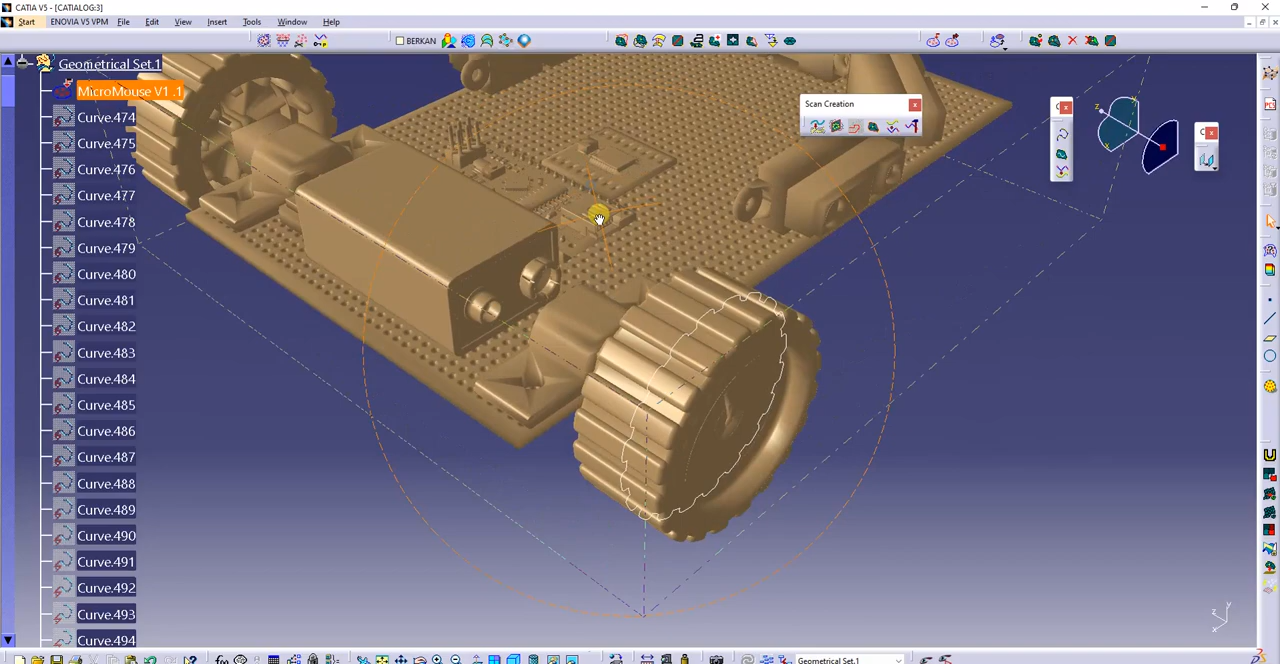 CATIA V5 - [CATIALOG:3]
Start ENOVIA V5 VPM File Edit View Insert Tools Window Help
BERKAN
Geometrical Set.1
MicroMouse V1 .1
Curve.474
Curve.475
Curve.476
Curve.477
Curve.478
Curve.479
Curve.480
Curve.481
Curve.482
Curve.483
Curve.484
Curve.485
Curve.486
Curve.487
Curve.488
Curve.489
Curve.490
Curve.491
Curve.492
Curve.493
Curve.494
Scan Creation
Geometrical Set.1